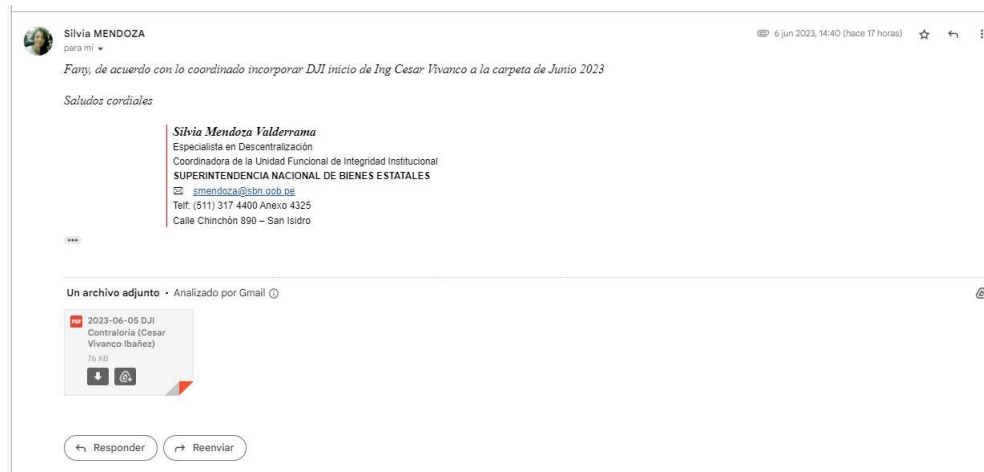 Silvia MENDOZA
6 jun 2023, 14:40 (hace 17 horas)
para mí
Fany, de acuerdo con lo coordinado incorporar DJI inicio de Ing Cesar Vivanco a la carpeta de Junio 2023
Saludos cordiales
Silvia Mendoza Valderrama
Especialista en Descentralización
Coordinadora de la Unidad Funcional de Integridad Institucional
SUPERINTENDENCIA NACIONAL DE BIENES ESTATALES
smendoza@sbn.gob.pe
Telf: (511) 317 4400 Anexo 4325
Calle Chinchón 890 – San Isidro
Un archivo adjunto • Analizado por Gmail
PDF
2023-06-05 DJI
Contraloria (Cesar
Vivanco Ibañez)
76 KB
Responder
Reenviar